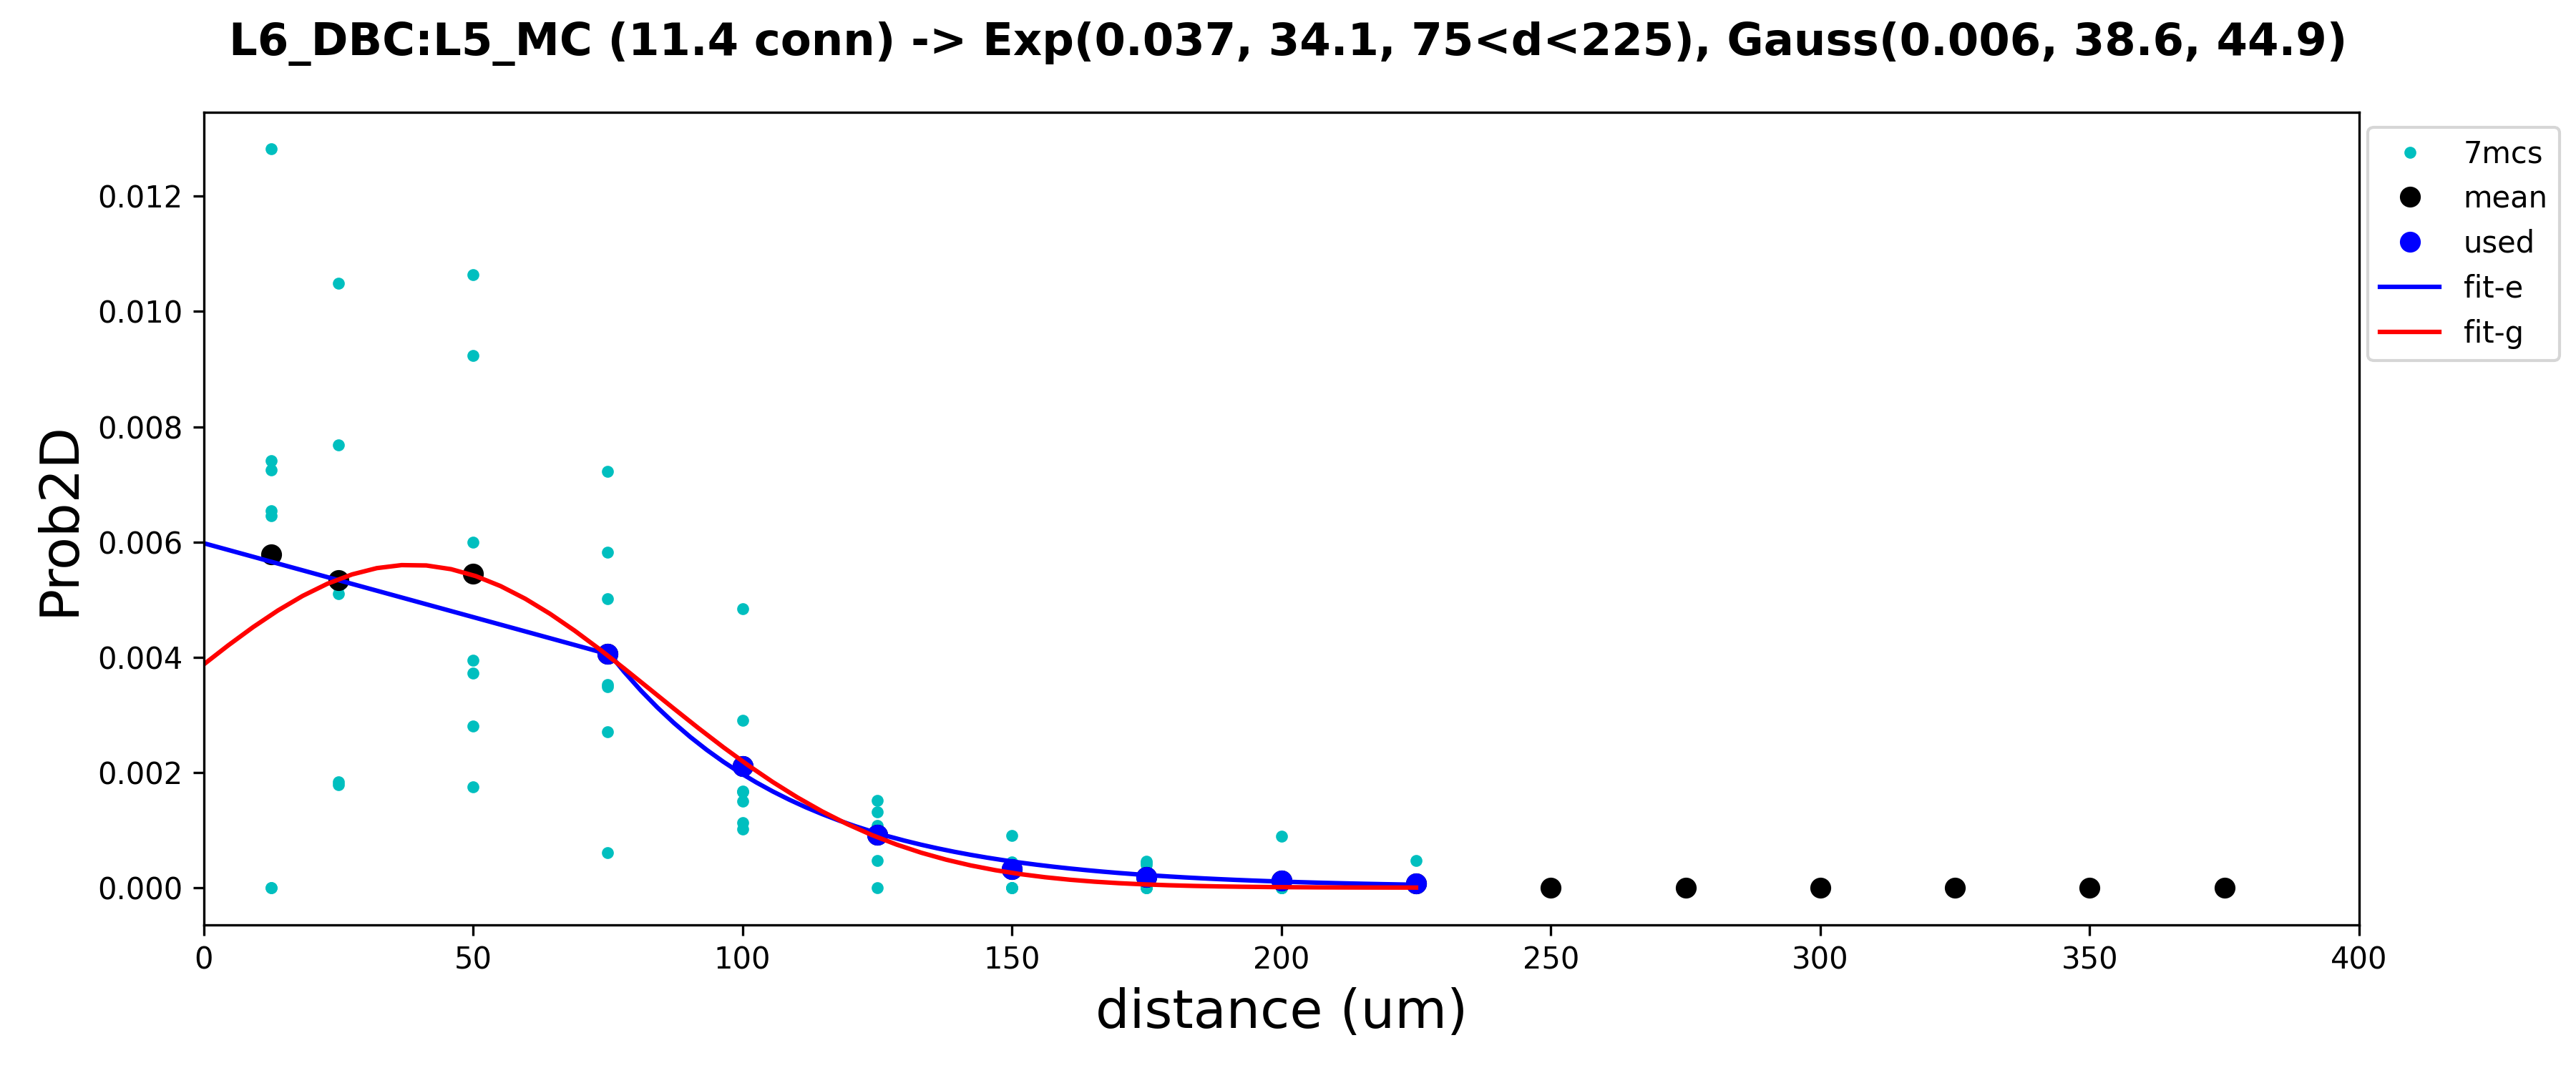 L6_DBC:L5_MC (11.4 conn) -> Exp(0.037, 34.1, 75<d<225), Gauss(0.006, 38.6, 44.9)
7mcs
mean
used
fit-e
fit-g
Prob2D
0.012
0.010
0.008
0.006
0.004
0.002
0.000
0 50 100 150 200 250 300 350 400
distance (um)